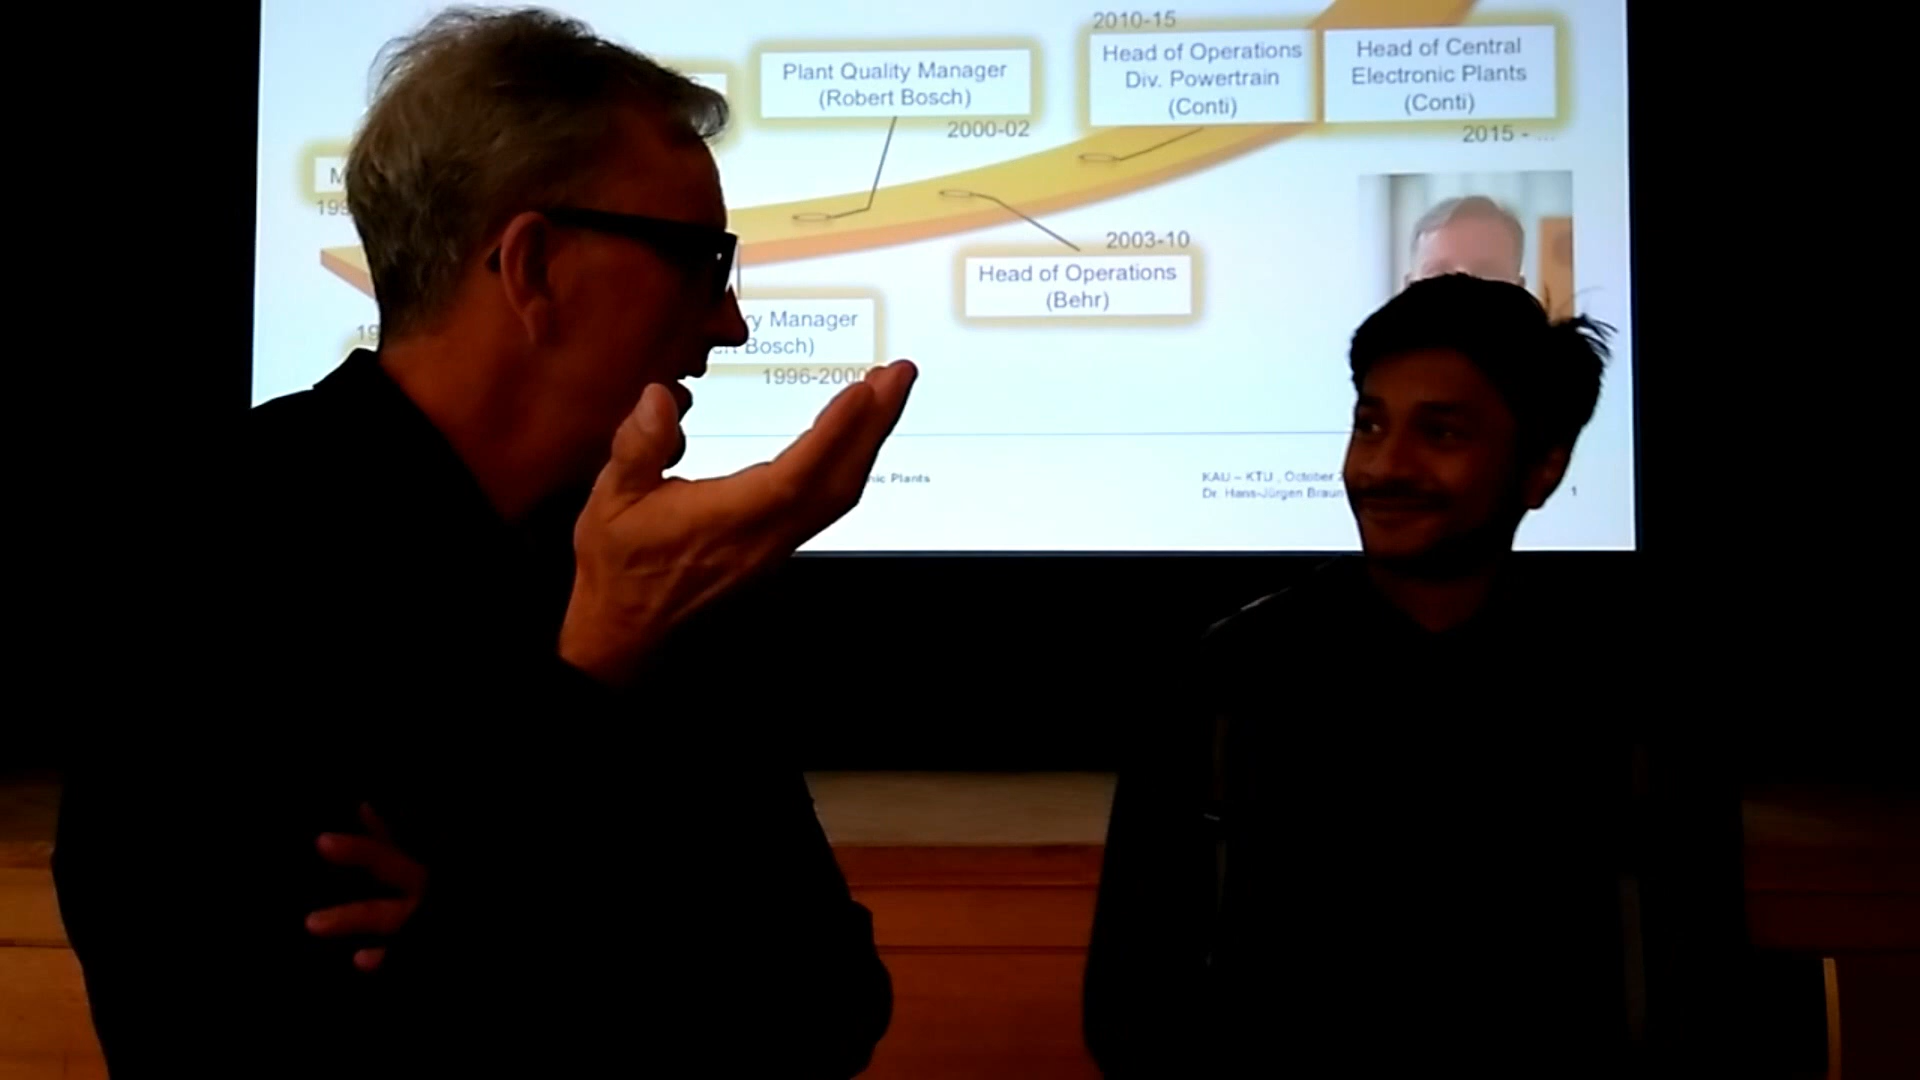 2010-15
Head of Operations
Div. Powertrain
(Conti)
Head of Central
Electronic Plants
(Conti)
2015 - ...
Plant Quality Manager
(Robert Bosch)
2000-02
2003-10
Head of Operations
(Behr)
Manager
Bosch)
1996-2000
Plants
KAU – KTU , October
Dr. Hans-Jürgen Braun
1